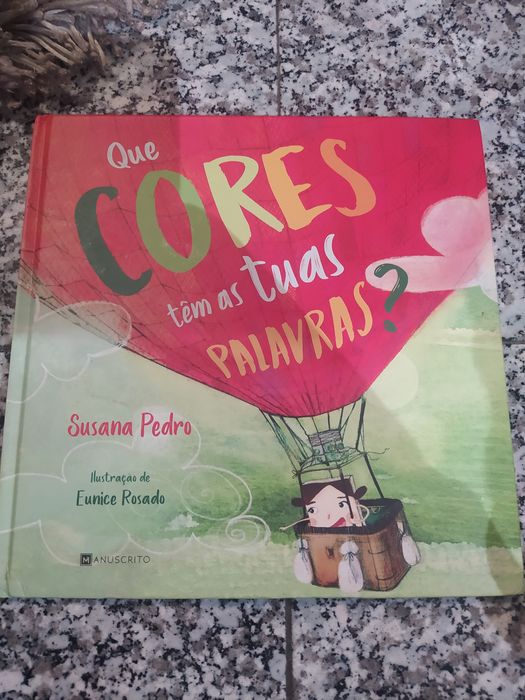 Que
CORES
têm as tuas
PALAVRAS?
Susana Pedro
Ilustração de
Eunice Rosado
MANUSCRITO